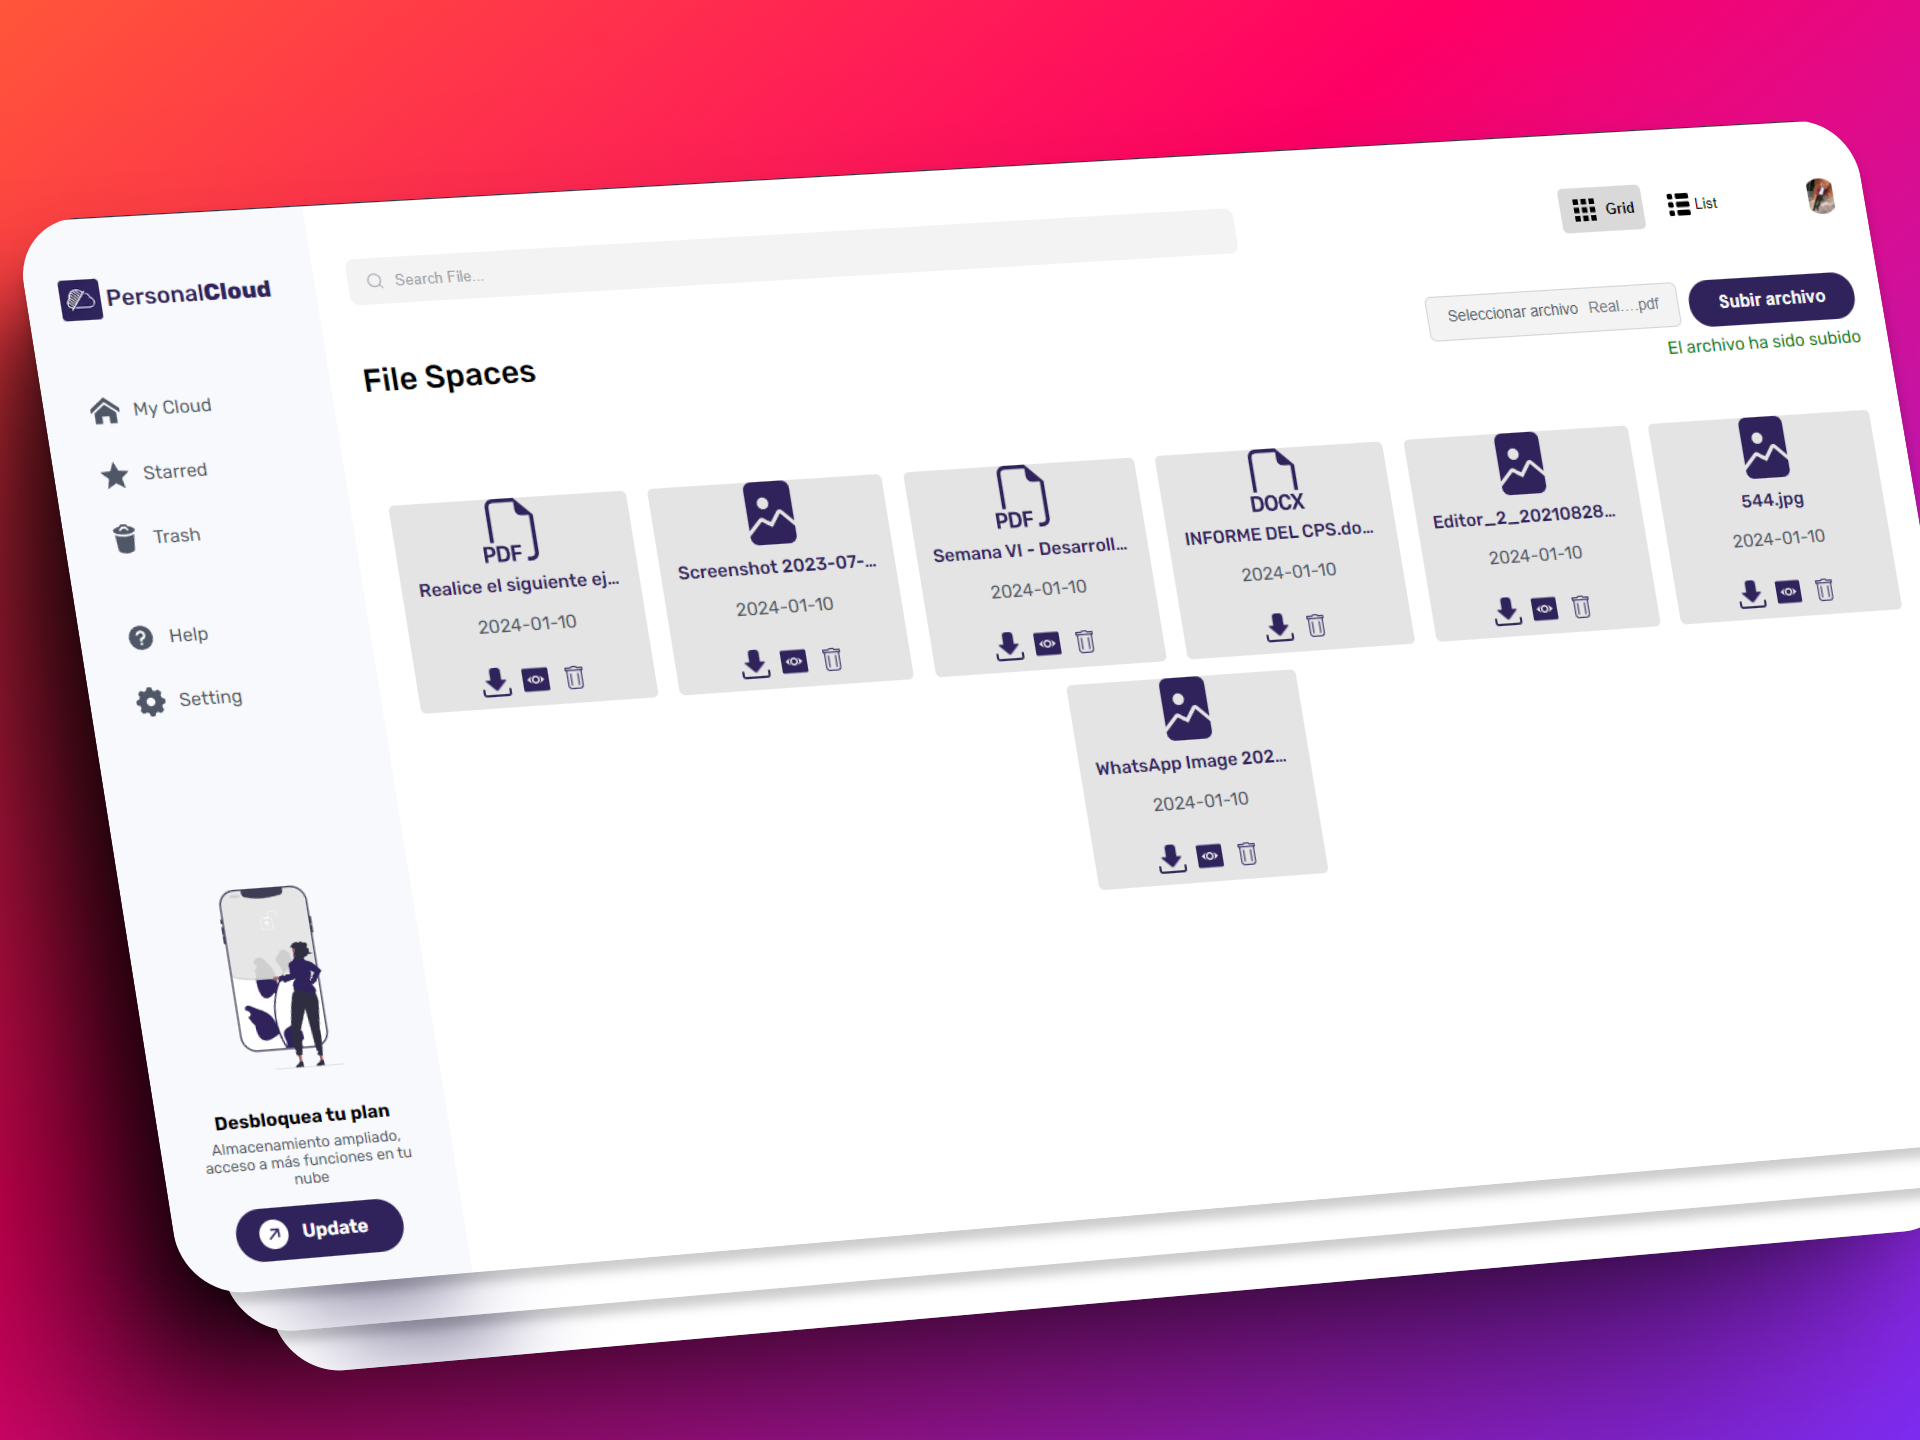 PersonalCloud
Search File...
Grid
List
My Cloud
Starred
Trash
Help
Setting
Seleccionar archivo Real....pdf
Subir archivo
El archivo ha sido subido
File Spaces
PDF
Realice el siguiente ej...
2024-01-10
Screenshot 2023-07-...
2024-01-10
PDF
Semana VI - Desarroll...
2024-01-10
DOCX
INFORME DEL CPS.do...
2024-01-10
Editor_2_20210828...
2024-01-10
544.jpg
2024-01-10
WhatsApp Image 202...
2024-01-10
Desbloquea tu plan
Almacenamiento ampliado,
acceso a más funciones en tu
nube
Update